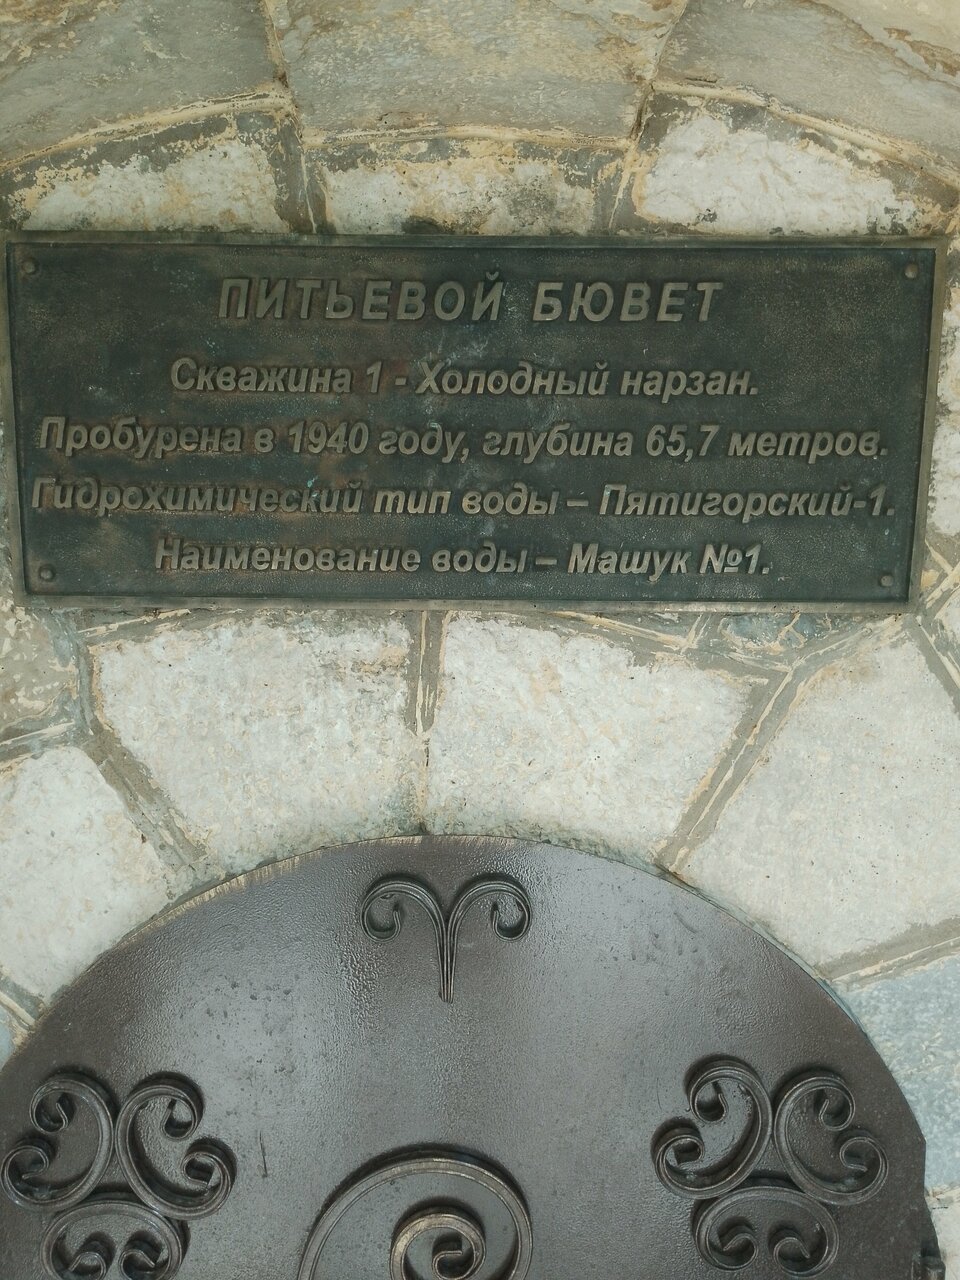 ПИТЬЕВОЙ БЮВЕТ
Скважина 1 - Холодный нарзан.
Пробурена в 1940 году, глубина 65,7 метров.
Гидрохимический тип воды – Пятигорский-1.
Наименование воды – Машук №1.